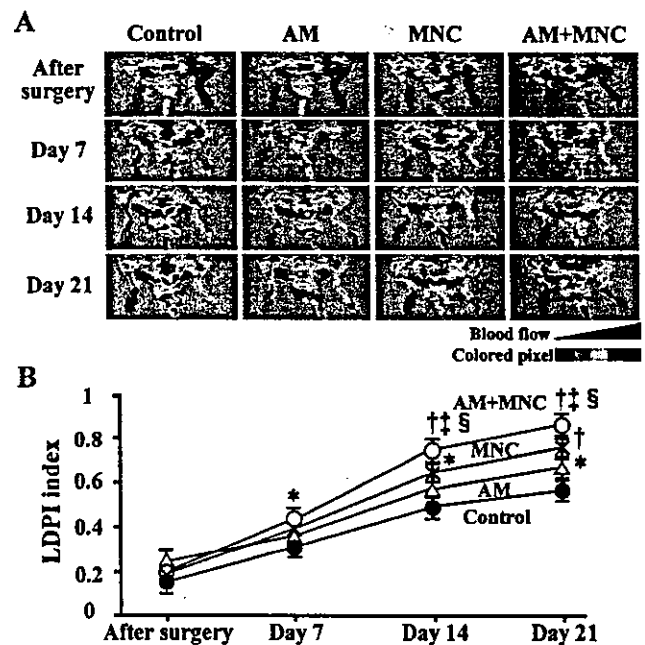 A
Control AM MNC AM+MNC
After surgery
Day 7
Day 14
Day 21
Blood flow
Colored pixel
B
LDPI index
1
0.8
0.6
0.4
0.2
0
AM+MNC
†‡ § †‡ §
MNC * †
* AM *
Control
After surgery Day 7 Day 14 Day 21